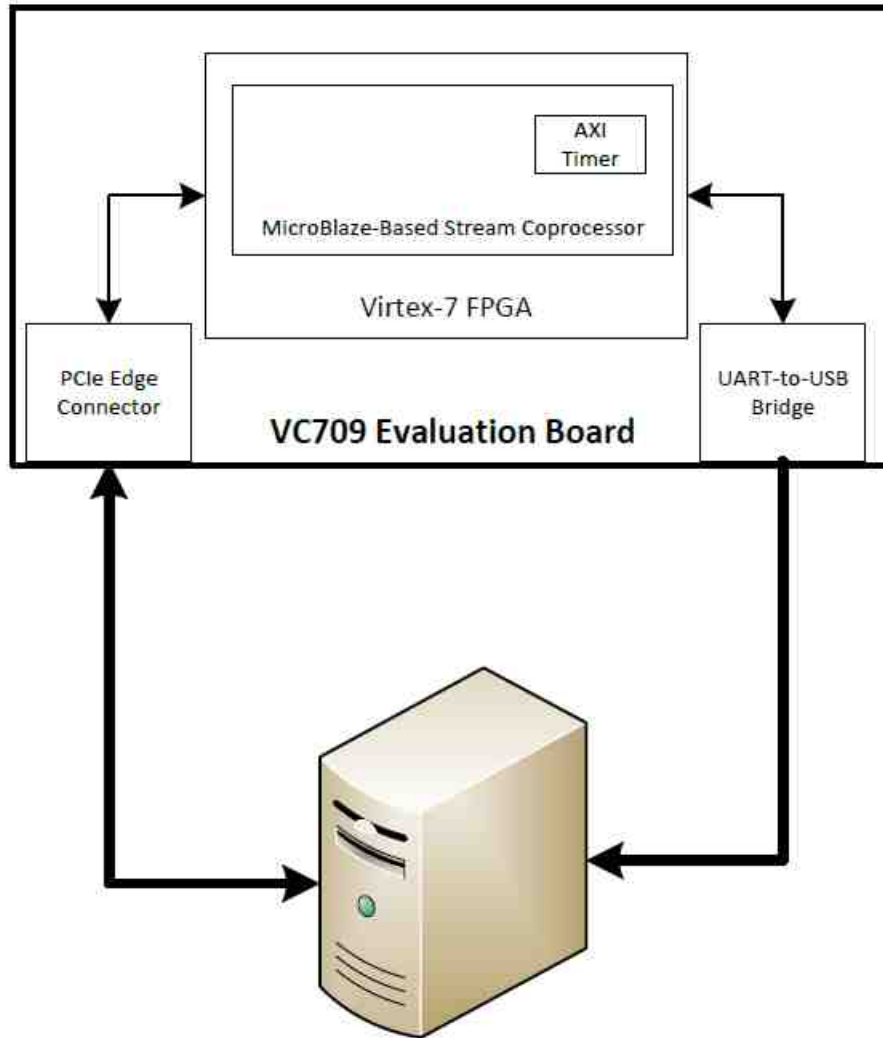 AXI
Timer
MicroBlaze-Based Stream Coprocessor
Virtex-7 FPGA
PCIe Edge
Connector
UART-to-USB
Bridge
VC709 Evaluation Board